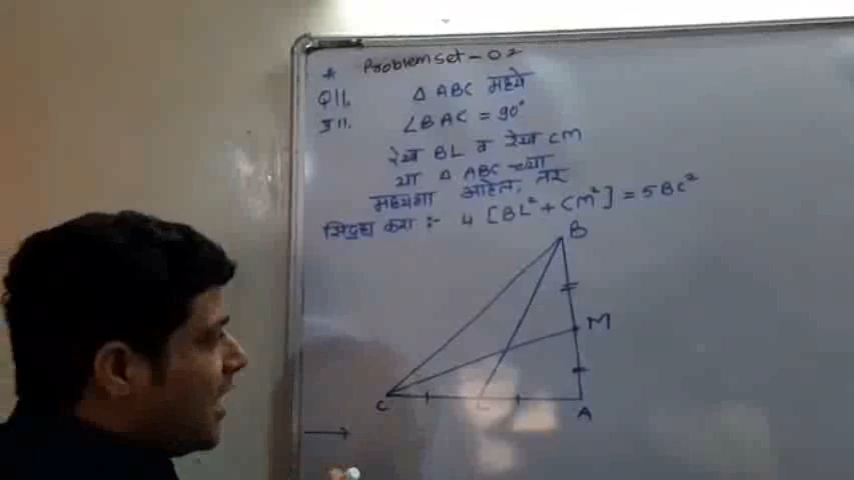 * Problem set - 02
Q11. Δ ABC मध्ये
प्र11. ∠BAC = 90°
रेख BL व रेख CM
या Δ ABC च्या
मध्यगा आहेत, तर
सिद्ध करा :- 4 [BL² + CM²] = 5BC²
B
M
C L A